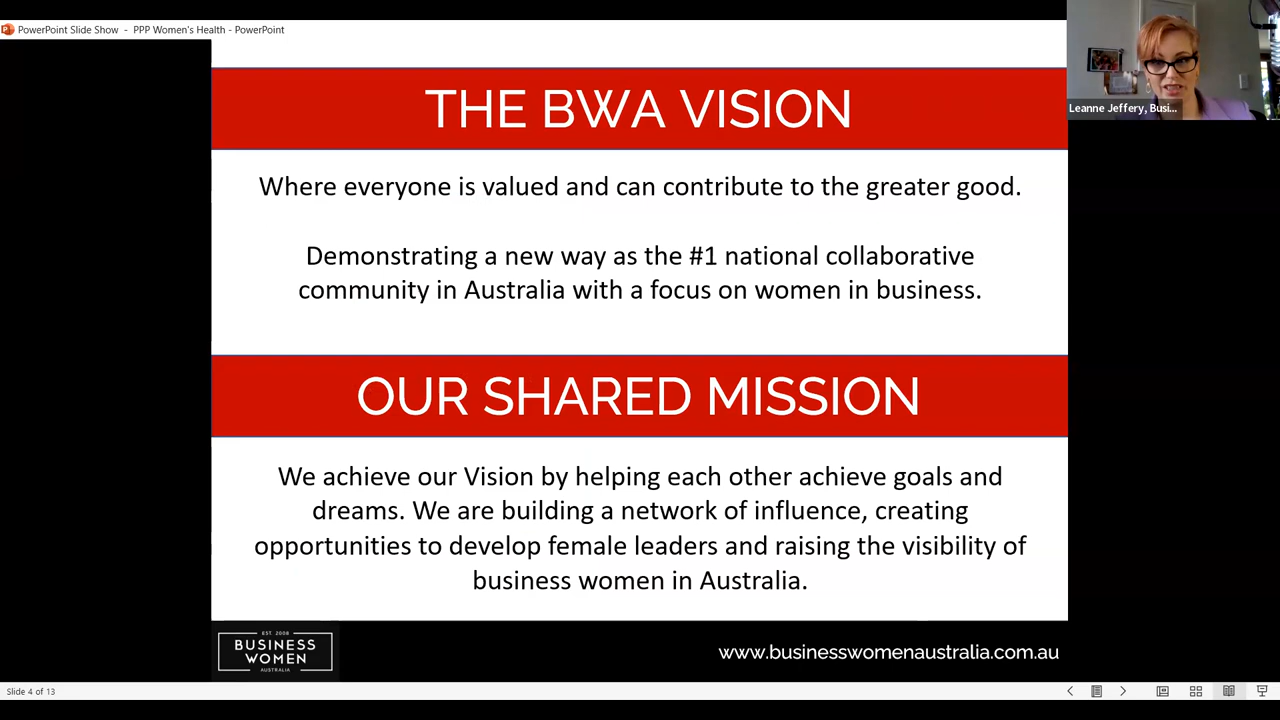 PowerPoint Slide Show - PPP Women's Health - PowerPoint
THE BWA VISION
Leanne Jeffery, Busi...
Where everyone is valued and can contribute to the greater good.
Demonstrating a new way as the #1 national collaborative
community in Australia with a focus on women in business.
OUR SHARED MISSION
We achieve our Vision by helping each other achieve goals and
dreams. We are building a network of influence, creating
opportunities to develop female leaders and raising the visibility of
business women in Australia.
EST. 2006
BUSINESS
WOMEN
AUSTRALIA
www.businesswomenaustralia.com.au
Slide 4 of 13